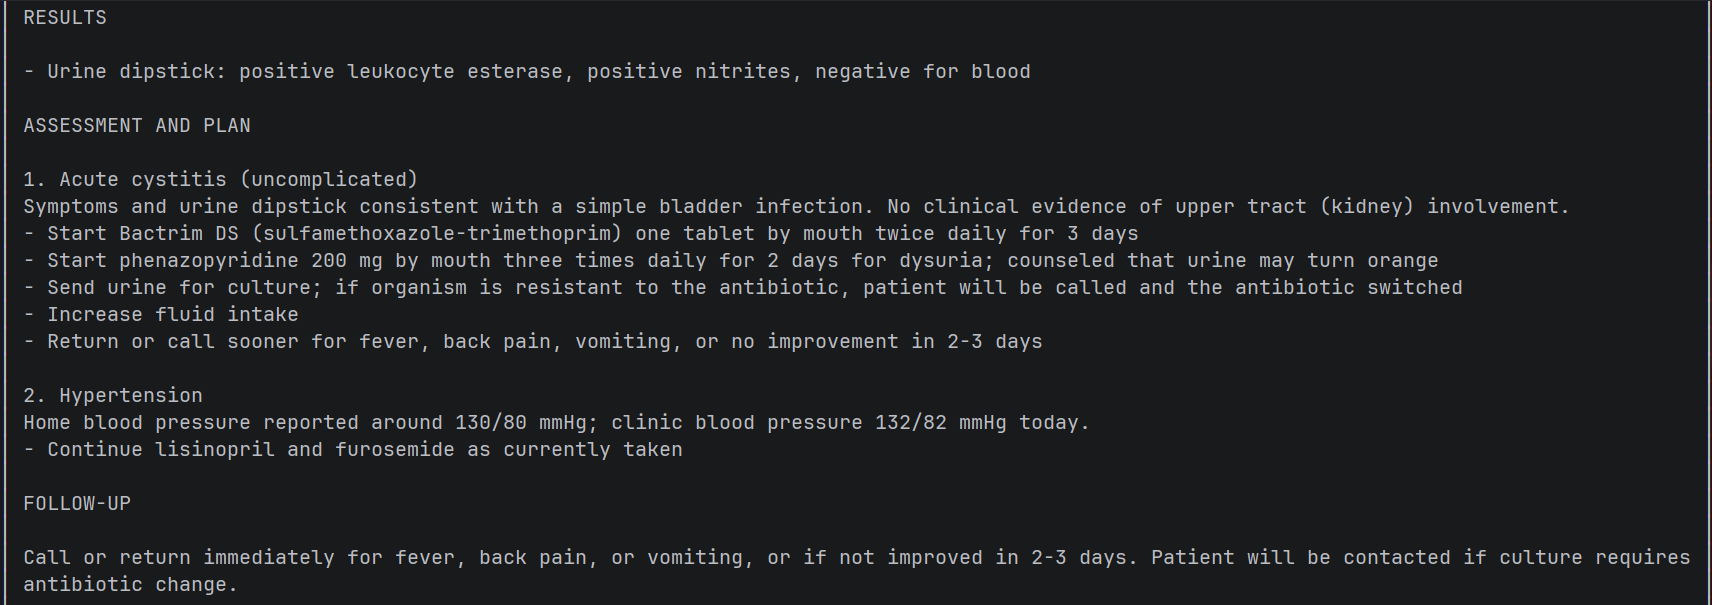 RESULTS
- Urine dipstick: positive leukocyte esterase, positive nitrites, negative for blood
ASSESSMENT AND PLAN
1. Acute cystitis (uncomplicated)
Symptoms and urine dipstick consistent with a simple bladder infection. No clinical evidence of upper tract (kidney) involvement.
- Start Bactrim DS (sulfamethoxazole-trimethoprim) one tablet by mouth twice daily for 3 days
- Start phenazopyridine 200 mg by mouth three times daily for 2 days for dysuria; counseled that urine may turn orange
- Send urine for culture; if organism is resistant to the antibiotic, patient will be called and the antibiotic switched
- Increase fluid intake
- Return or call sooner for fever, back pain, vomiting, or no improvement in 2-3 days
2. Hypertension
Home blood pressure reported around 130/80 mmHg; clinic blood pressure 132/82 mmHg today.
- Continue lisinopril and furosemide as currently taken
FOLLOW-UP
Call or return immediately for fever, back pain, or vomiting, or if not improved in 2-3 days. Patient will be contacted if culture requires
antibiotic change.